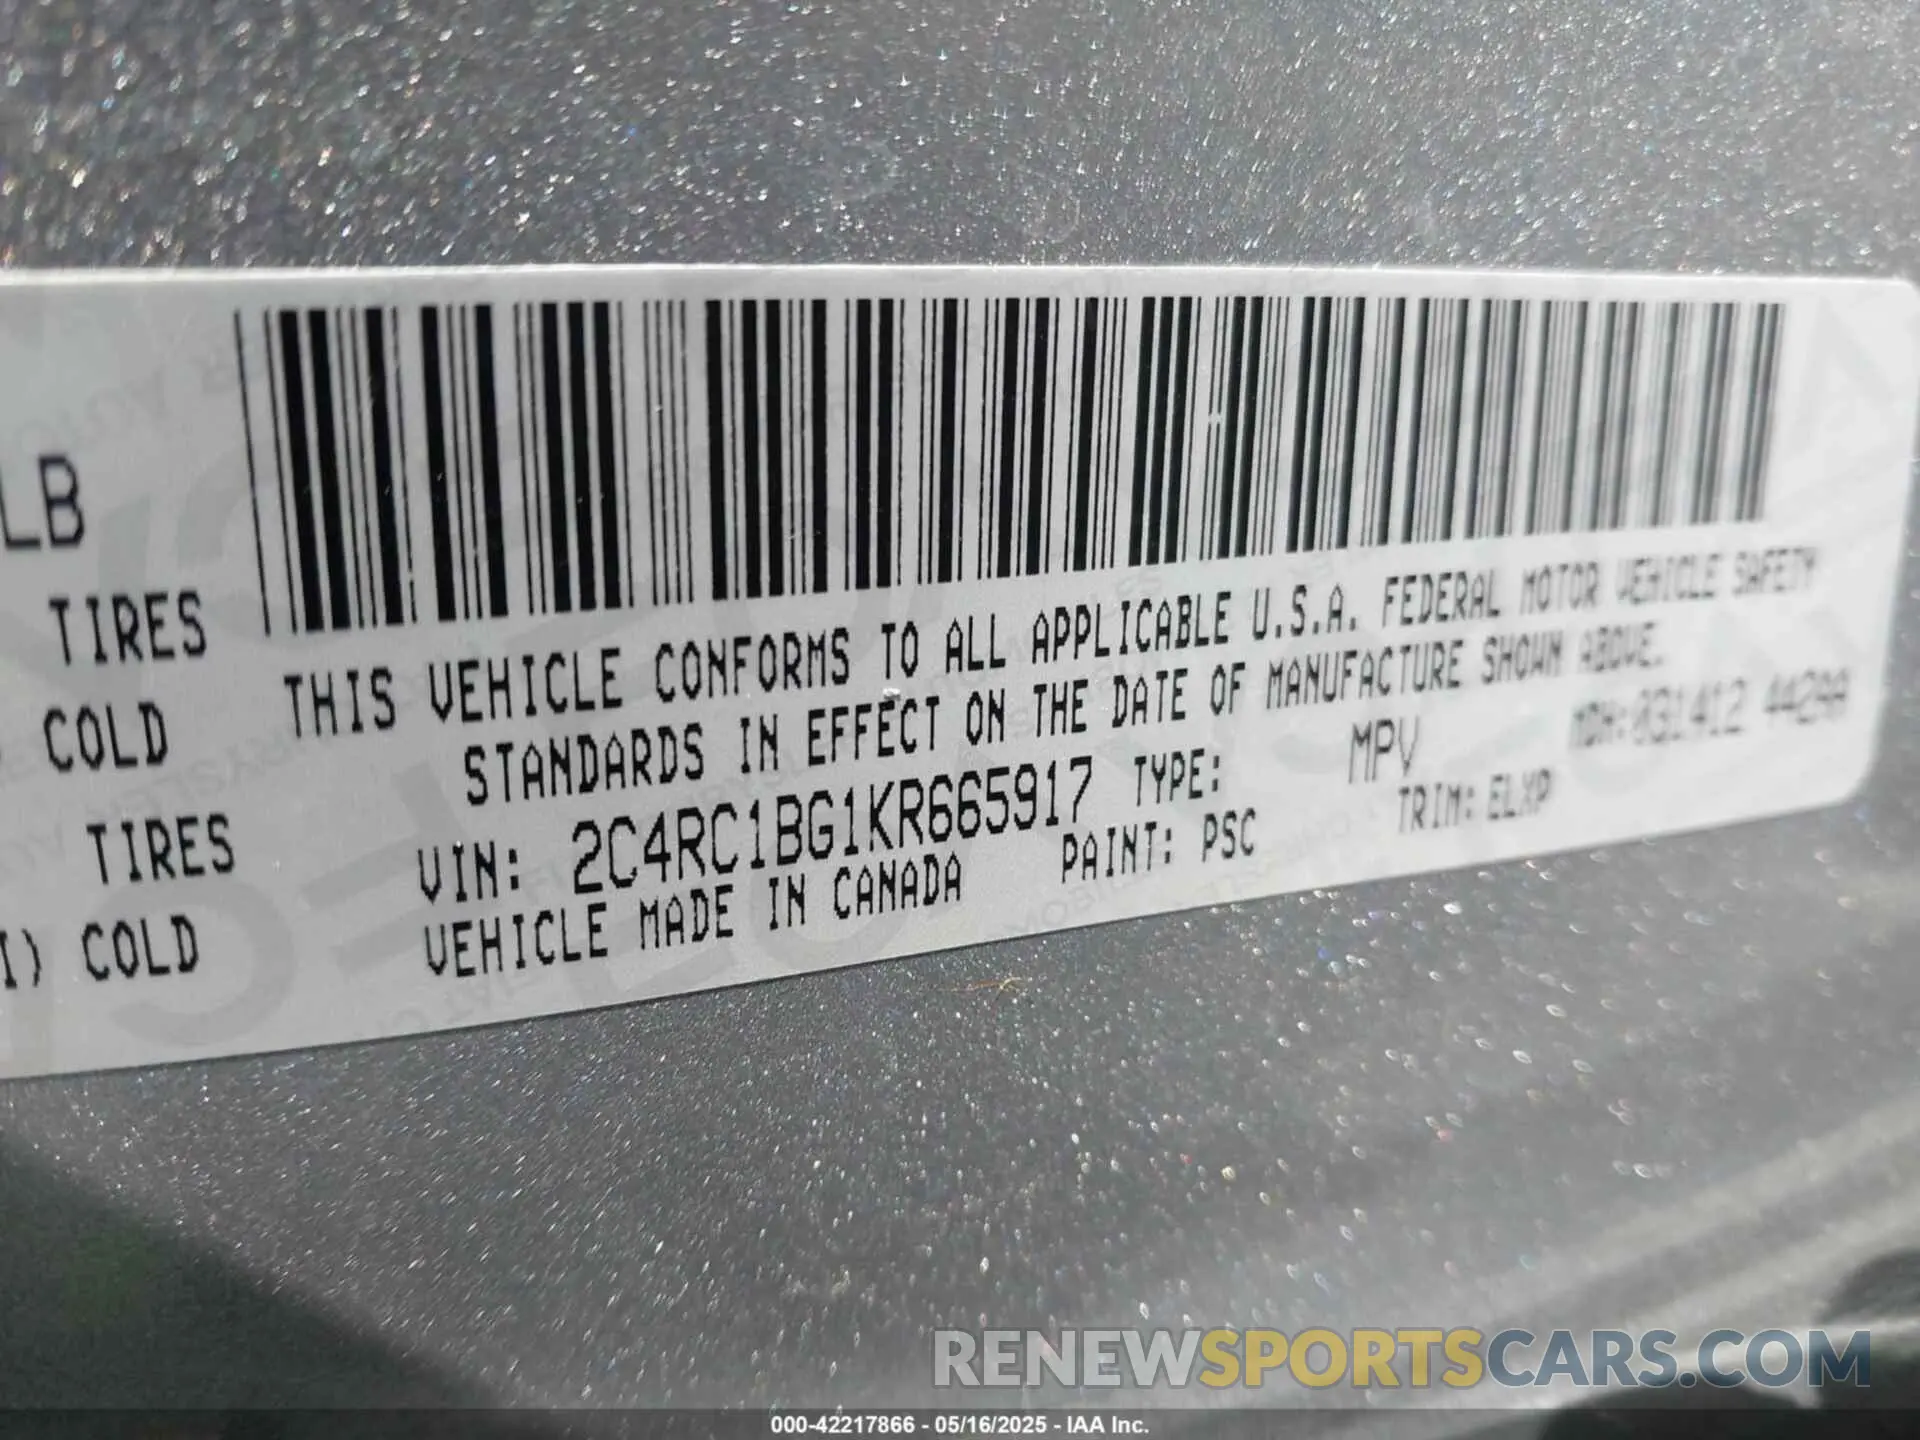 LB
TIRES
COLD
TIRES
I) COLD
THIS VEHICLE CONFORMS TO ALL APPLICABLE U.S.A. FEDERAL MOTOR VEHICLE SAFETY
STANDARDS IN EFFECT ON THE DATE OF MANUFACTURE SHOWN ABOVE.
VIN: 2C4RC1BG1KR665917 TYPE: MPV MDH:031412 442AA
VEHICLE MADE IN CANADA PAINT: PSC TRIM: ELXP
RENEWSPORTSCARS.COM
000-42217866 - 05/16/2025 - IAA Inc.